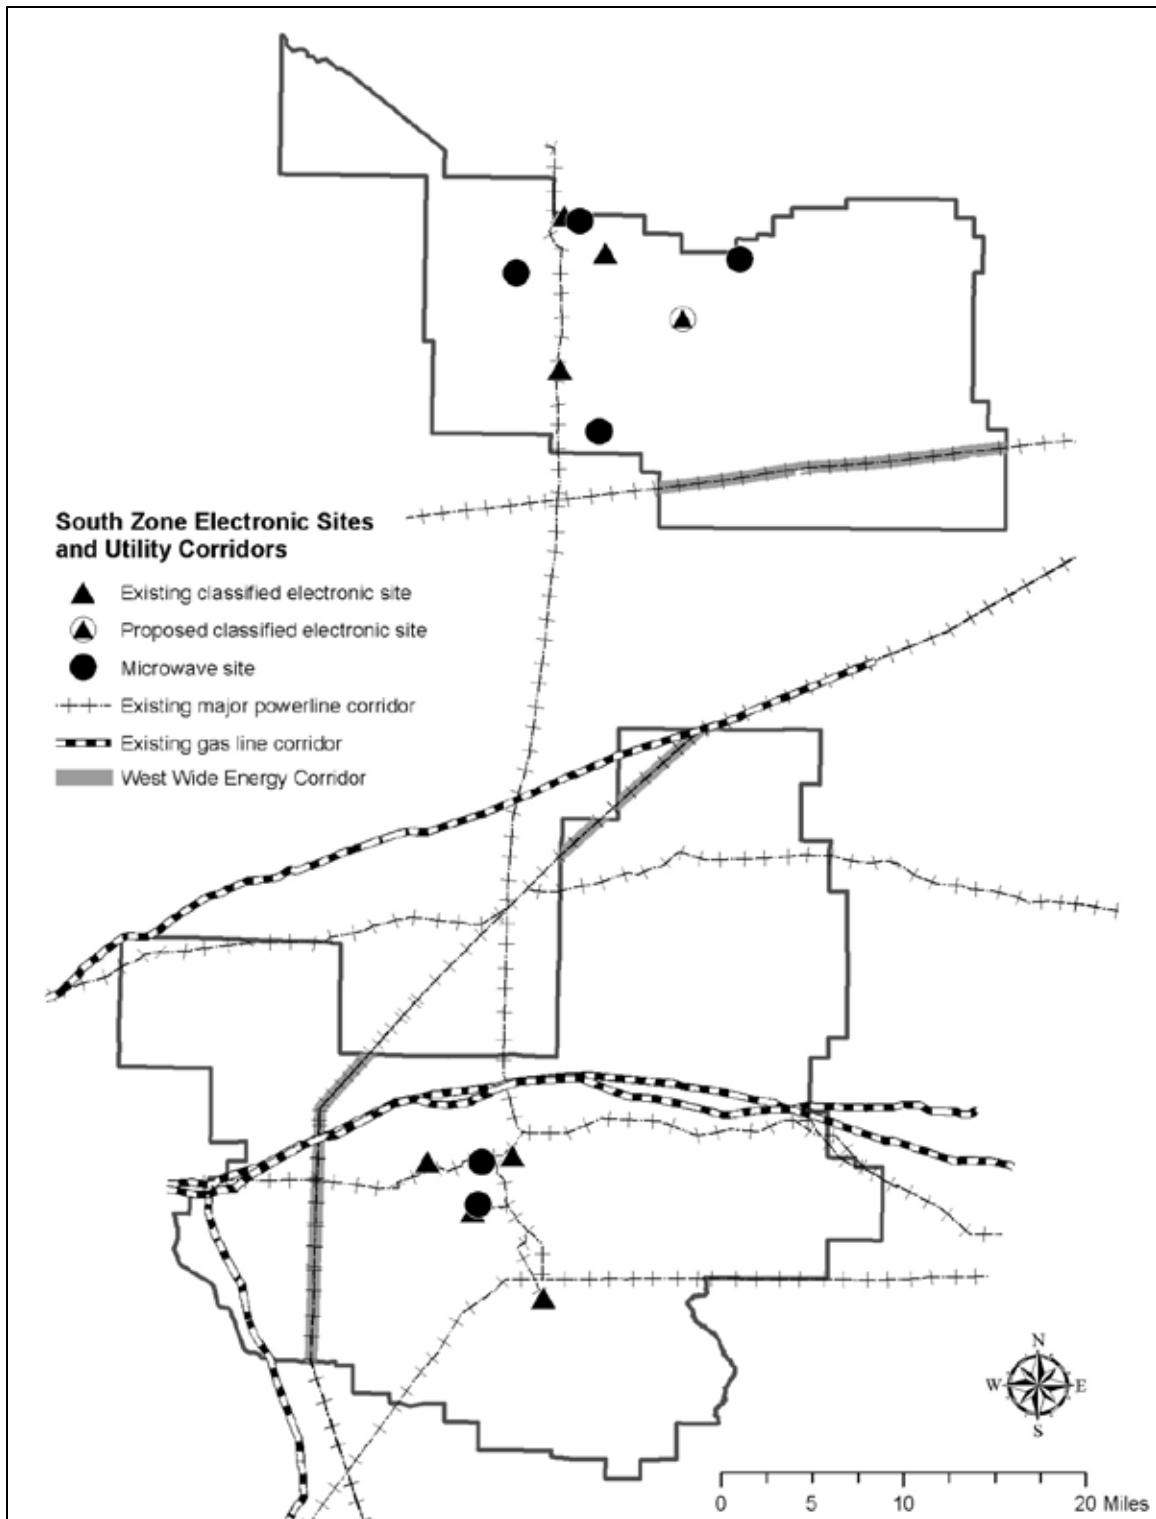 South Zone Electronic Sites
and Utility Corridors
Existing classified electronic site
Proposed classified electronic site
Microwave site
Existing major powerline corridor
Existing gas line corridor
West Wide Energy Corridor
N
W E
S
0 5 10 20 Miles